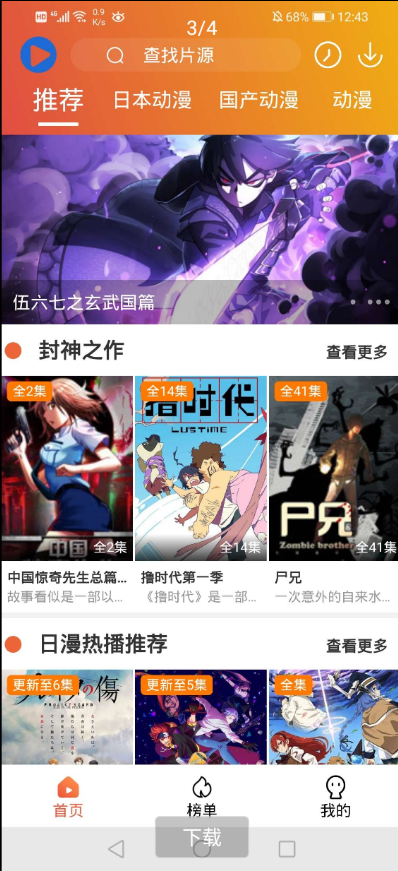 HD 4G 0.9 K/s 68% 12:43
3/4
查找片源
推荐 日本动漫 国产动漫 动漫
伍六七之玄武国篇
封神之作 查看更多
全2集 全14集 全41集
撸时代
LUSTIME
尸兄
Zombie brother
中国
全2集 全14集 全41集
中国惊奇先生总篇... 撸时代第一季 尸兄
故事看似是一部以... 《撸时代》是一部... 一次意外的自来水...
日漫热播推荐 查看更多
更新至6集 更新至5集 全集
の傷
首页 榜单 我的
下载